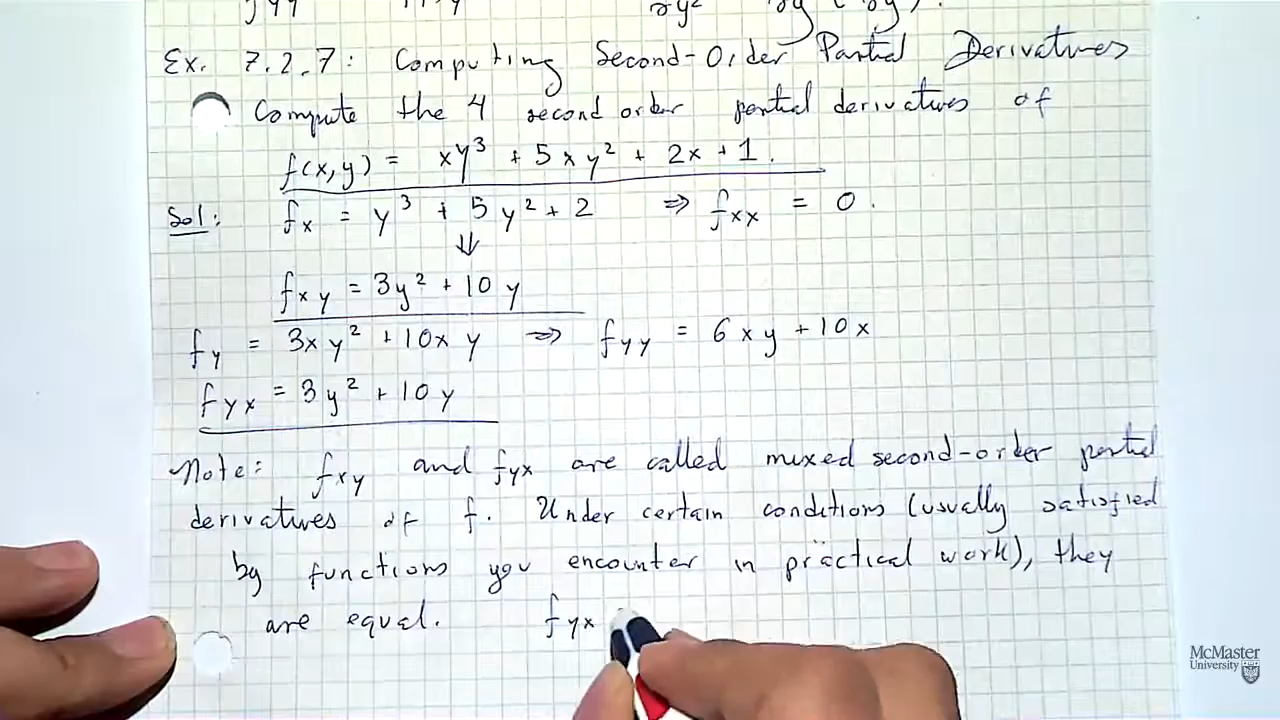 ∂y²
Ex. 7.2.7: Computing Second-Order Partial Derivatives
Compute the 4 second order partial derivatives of
f(x,y) = xy³ + 5xy² + 2x + 1.
Sol: fx = y³ + 5y² + 2 ⇒ fxx = 0.
⇓
fxy = 3y² + 10y
fy = 3xy² + 10xy ⇒ fyy = 6xy + 10x
fyx = 3y² + 10y
Note: fxy and fyx are called mixed second-order partial
derivatives of f. Under certain conditions (usually satisfied
by functions you encounter in practical work), they
are equal. fyx
McMaster
University